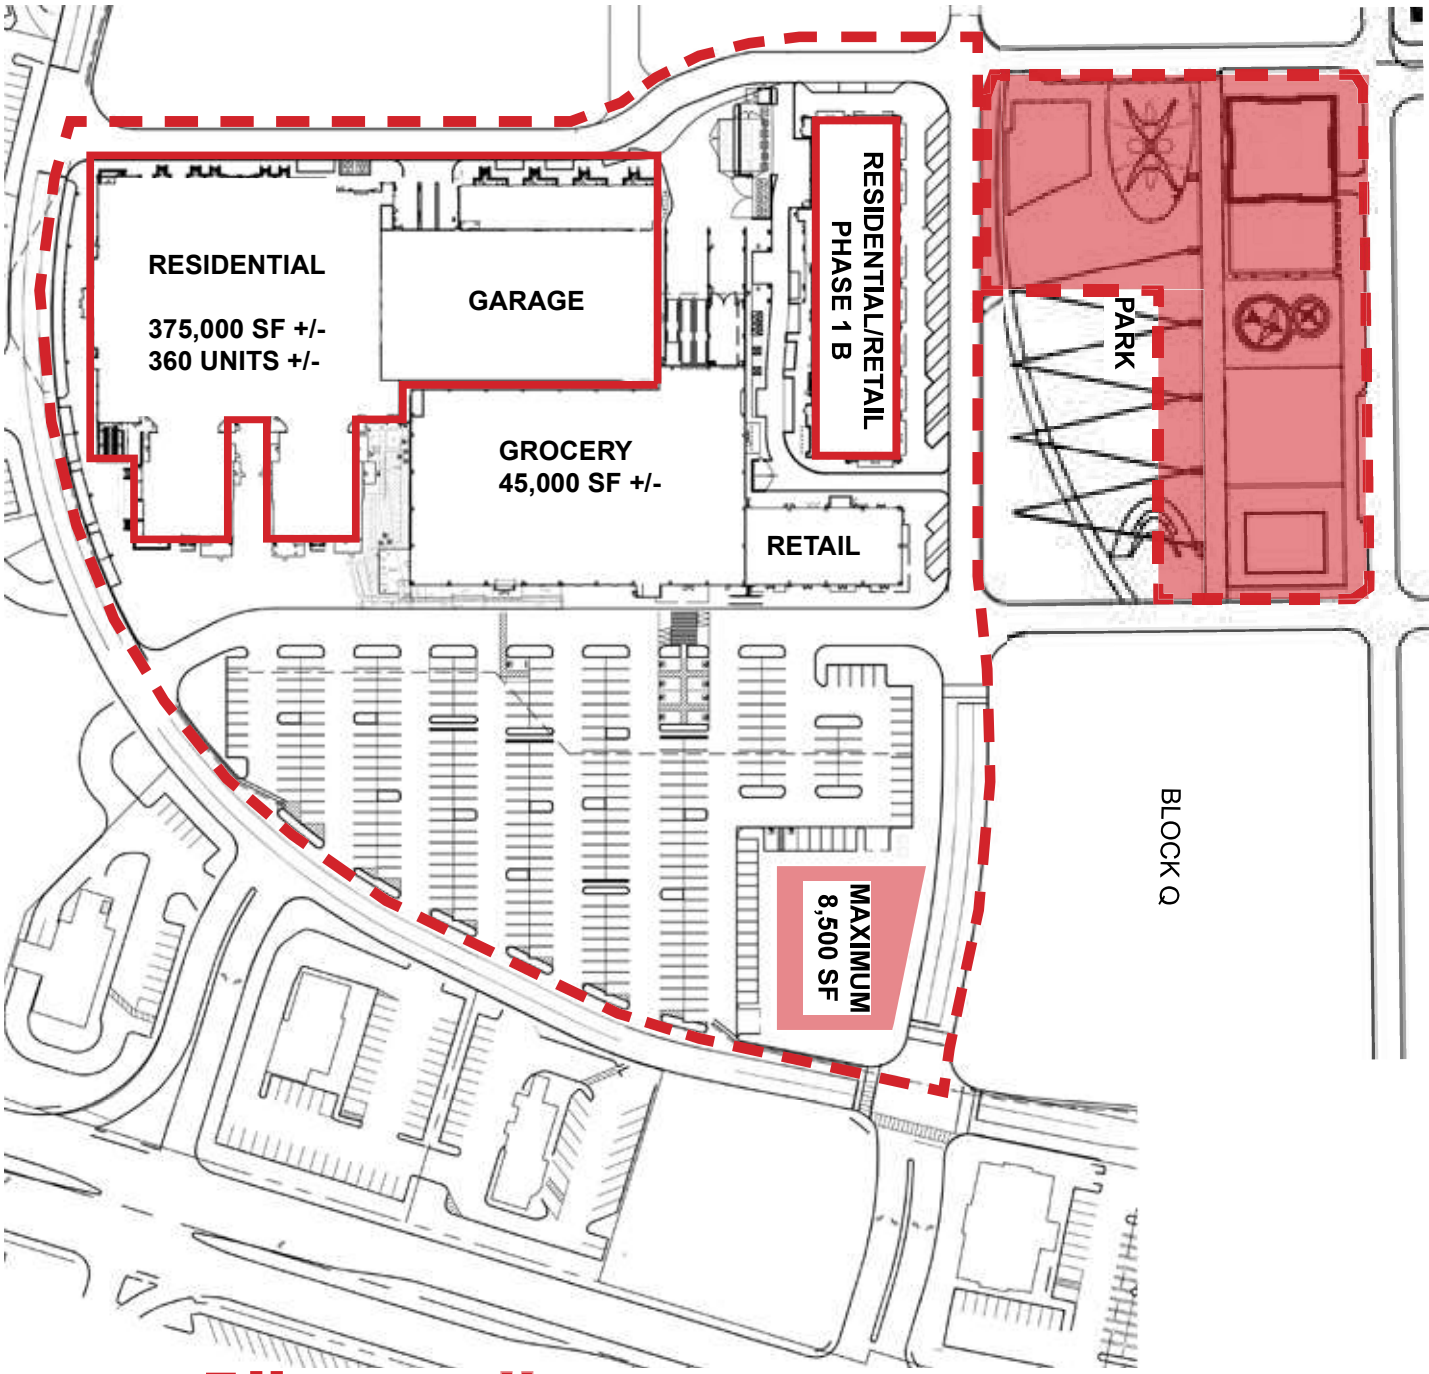 RESIDENTIAL
375,000 SF +/-
360 UNITS +/-
GARAGE
RESIDENTIAL/RETAIL
PHASE 1 B
PARK
GROCERY
45,000 SF +/-
RETAIL
MAXIMUM
8,500 SF
BLOCK Q